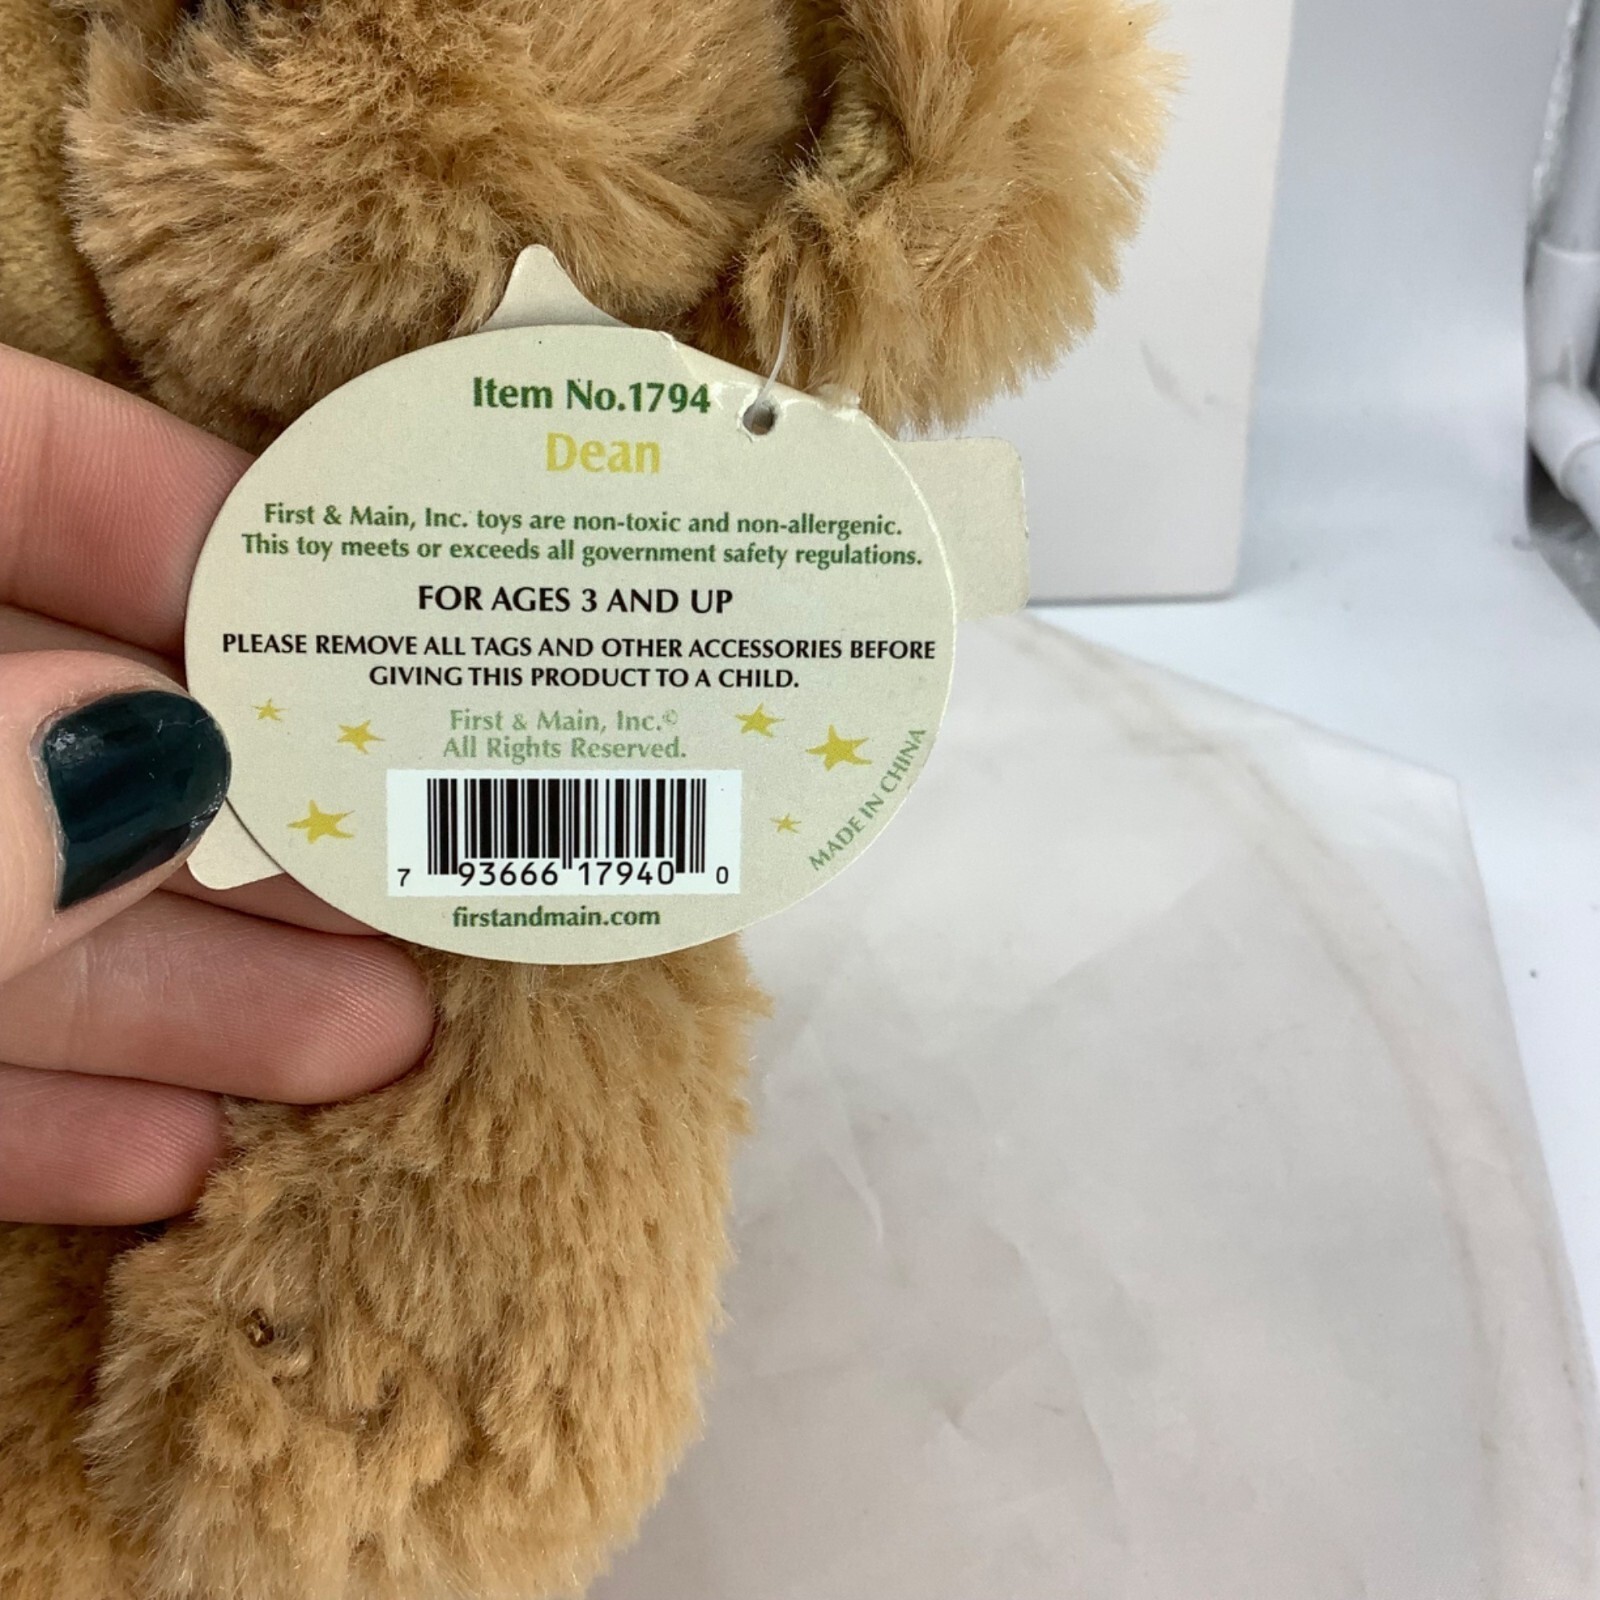 Item No.1794
Dean
First & Main, Inc. toys are non-toxic and non-allergenic.
This toy meets or exceeds all government safety regulations.
FOR AGES 3 AND UP
PLEASE REMOVE ALL TAGS AND OTHER ACCESSORIES BEFORE
GIVING THIS PRODUCT TO A CHILD.
First & Main, Inc.©
All Rights Reserved.
MADE IN CHINA
7 93666 17940 0
firstandmain.com